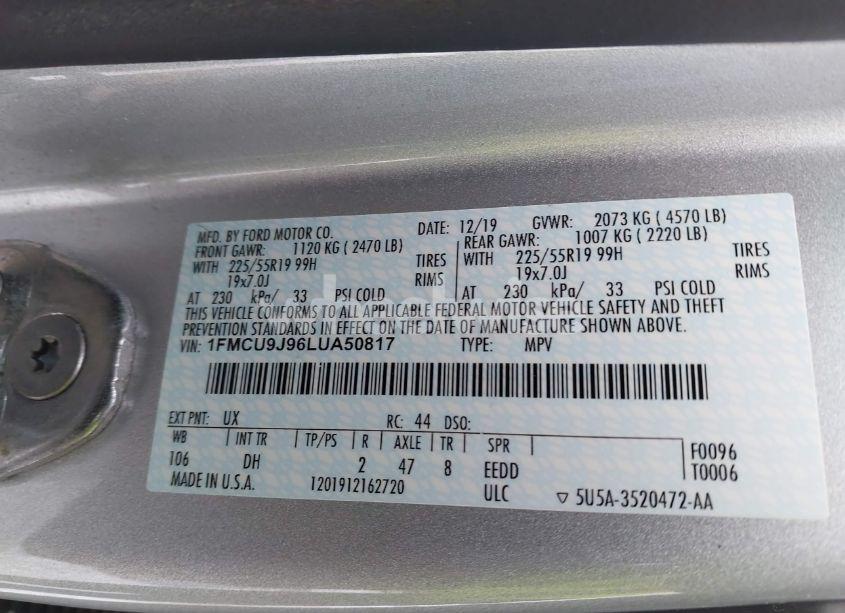 MFD. BY FORD MOTOR CO. DATE: 12/19 GVWR: 2073 KG ( 4570 LB)
FRONT GAWR: 1120 KG ( 2470 LB) REAR GAWR: 1007 KG ( 2220 LB)
WITH 225/55R19 99H TIRES WITH 225/55R19 99H TIRES
19x7.0J RIMS 19x7.0J RIMS
AT 230 kPa/ 33 PSI COLD AT 230 kPa/ 33 PSI COLD
THIS VEHICLE CONFORMS TO ALL APPLICABLE FEDERAL MOTOR VEHICLE SAFETY AND THEFT
PREVENTION STANDARDS IN EFFECT ON THE DATE OF MANUFACTURE SHOWN ABOVE.
VIN: 1FMCU9J96LUA50817 TYPE: MPV
EXT PNT: UX RC: 44 DSO:
WB INT TR TP/PS R AXLE TR SPR F0096
106 DH 2 47 8 EEDD T0006
MADE IN U.S.A. 1201912162720 ULC ▽ 5U5A-3520472-AA